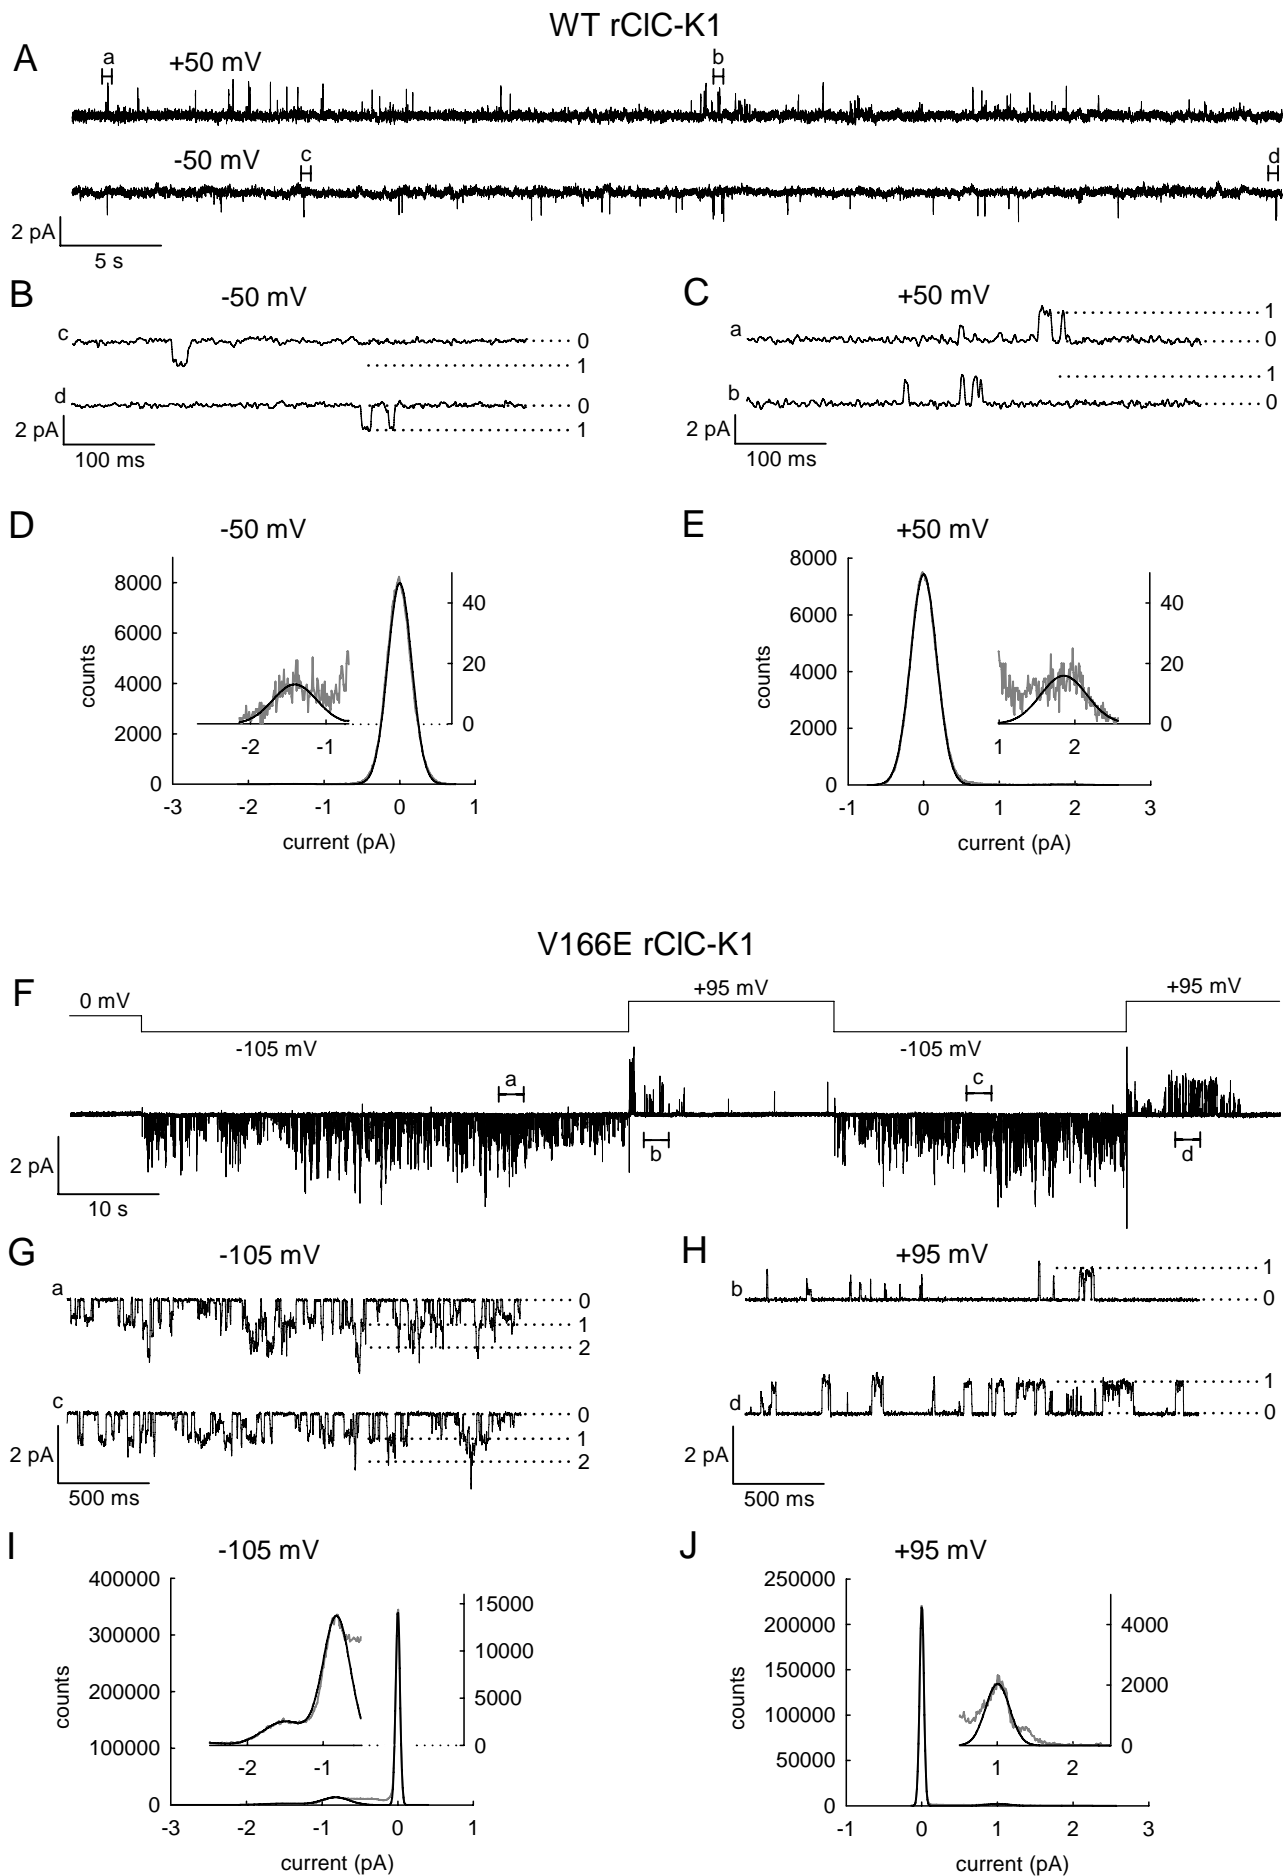 WT rClC-K1
A
a
+50 mV
b
-50 mV
c
d
2 pA
5 s
B
-50 mV
c
0
1
d
0
1
2 pA
100 ms
C
+50 mV
a
1
0
1
b
0
2 pA
100 ms
D
-50 mV
8000
6000
4000
2000
0
counts
40
20
0
-2 -1
-3 -2 -1 0 1
current (pA)
E
+50 mV
8000
6000
4000
2000
0
counts
40
20
0
1 2
-1 0 1 2 3
current (pA)
V166E rClC-K1
F
0 mV
+95 mV
+95 mV
-105 mV
-105 mV
a
c
b
d
2 pA
10 s
G
-105 mV
a
0
1
2
c
0
1
2
2 pA
500 ms
H
+95 mV
1
b
0
1
d
0
2 pA
500 ms
I
-105 mV
400000
300000
200000
100000
0
counts
15000
10000
5000
0
-2 -1
-3 -2 -1 0 1
current (pA)
J
+95 mV
250000
200000
150000
100000
50000
0
counts
4000
2000
0
1 2
-1 0 1 2 3
current (pA)